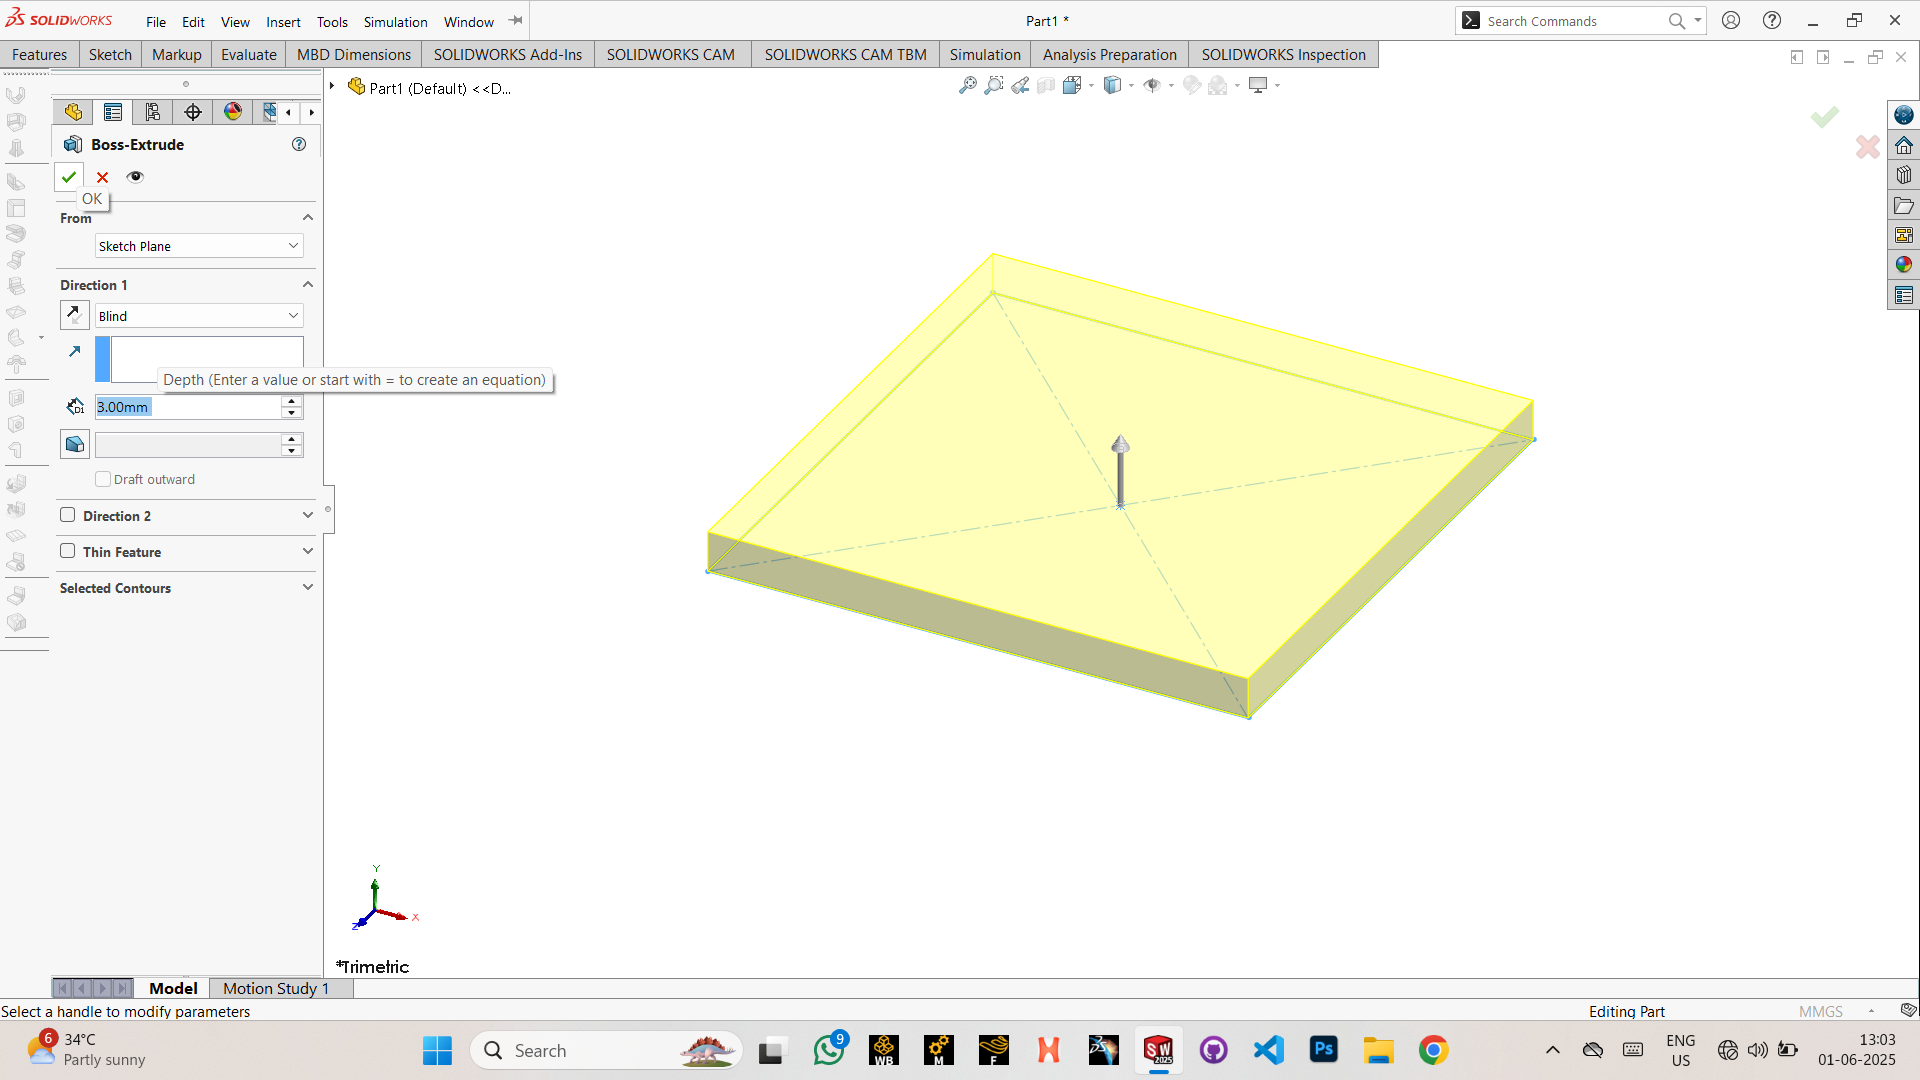 SOLIDWORKS File Edit View Insert Tools Simulation Window Part1 * Search Commands
Features Sketch Markup Evaluate MBD Dimensions SOLIDWORKS Add-Ins SOLIDWORKS CAM SOLIDWORKS CAM TBM Simulation Analysis Preparation SOLIDWORKS Inspection
Part1 (Default) <<D...
Boss-Extrude
OK
From
Sketch Plane
Direction 1
Blind
Depth (Enter a value or start with = to create an equation)
D1
3.00mm
Draft outward
Direction 2
Thin Feature
Selected Contours
Y
X
Z
*Trimetric
Model Motion Study 1
Select a handle to modify parameters Editing Part MMGS
6 34°C
Partly sunny
Search
9
WB
M
F
SW
2025
Ps
ENG
US
13:03
01-06-2025